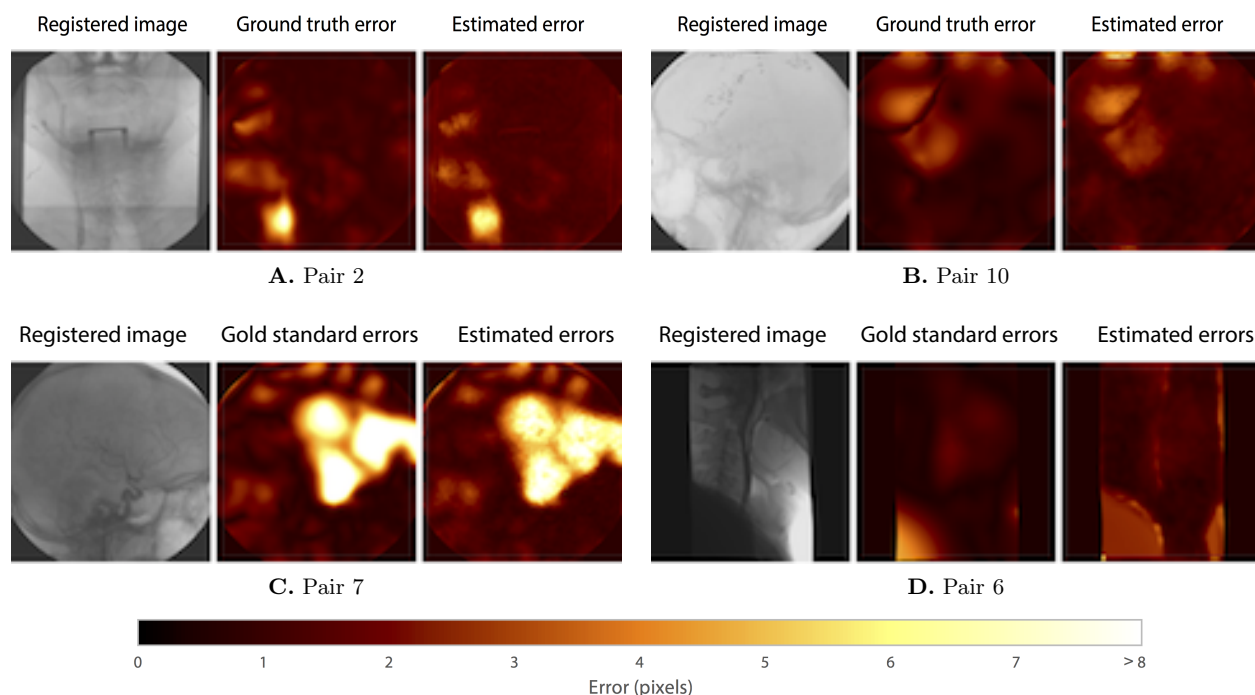 Registered image Ground truth error Estimated error Registered image Ground truth error Estimated error
A. Pair 2 B. Pair 10
Registered image Gold standard errors Estimated errors Registered image Gold standard errors Estimated errors
C. Pair 7 D. Pair 6
0 1 2 3 4 5 6 7 > 8
Error (pixels)